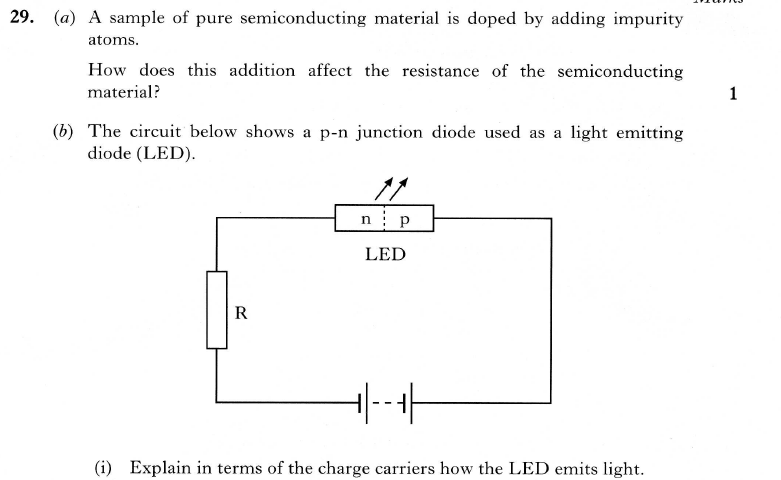 29. (a) A sample of pure semiconducting material is doped by adding impurity
atoms.
How does this addition affect the resistance of the semiconducting
material?
1
(b) The circuit below shows a p-n junction diode used as a light emitting
diode (LED).
n p
LED
R
(i) Explain in terms of the charge carriers how the LED emits light.